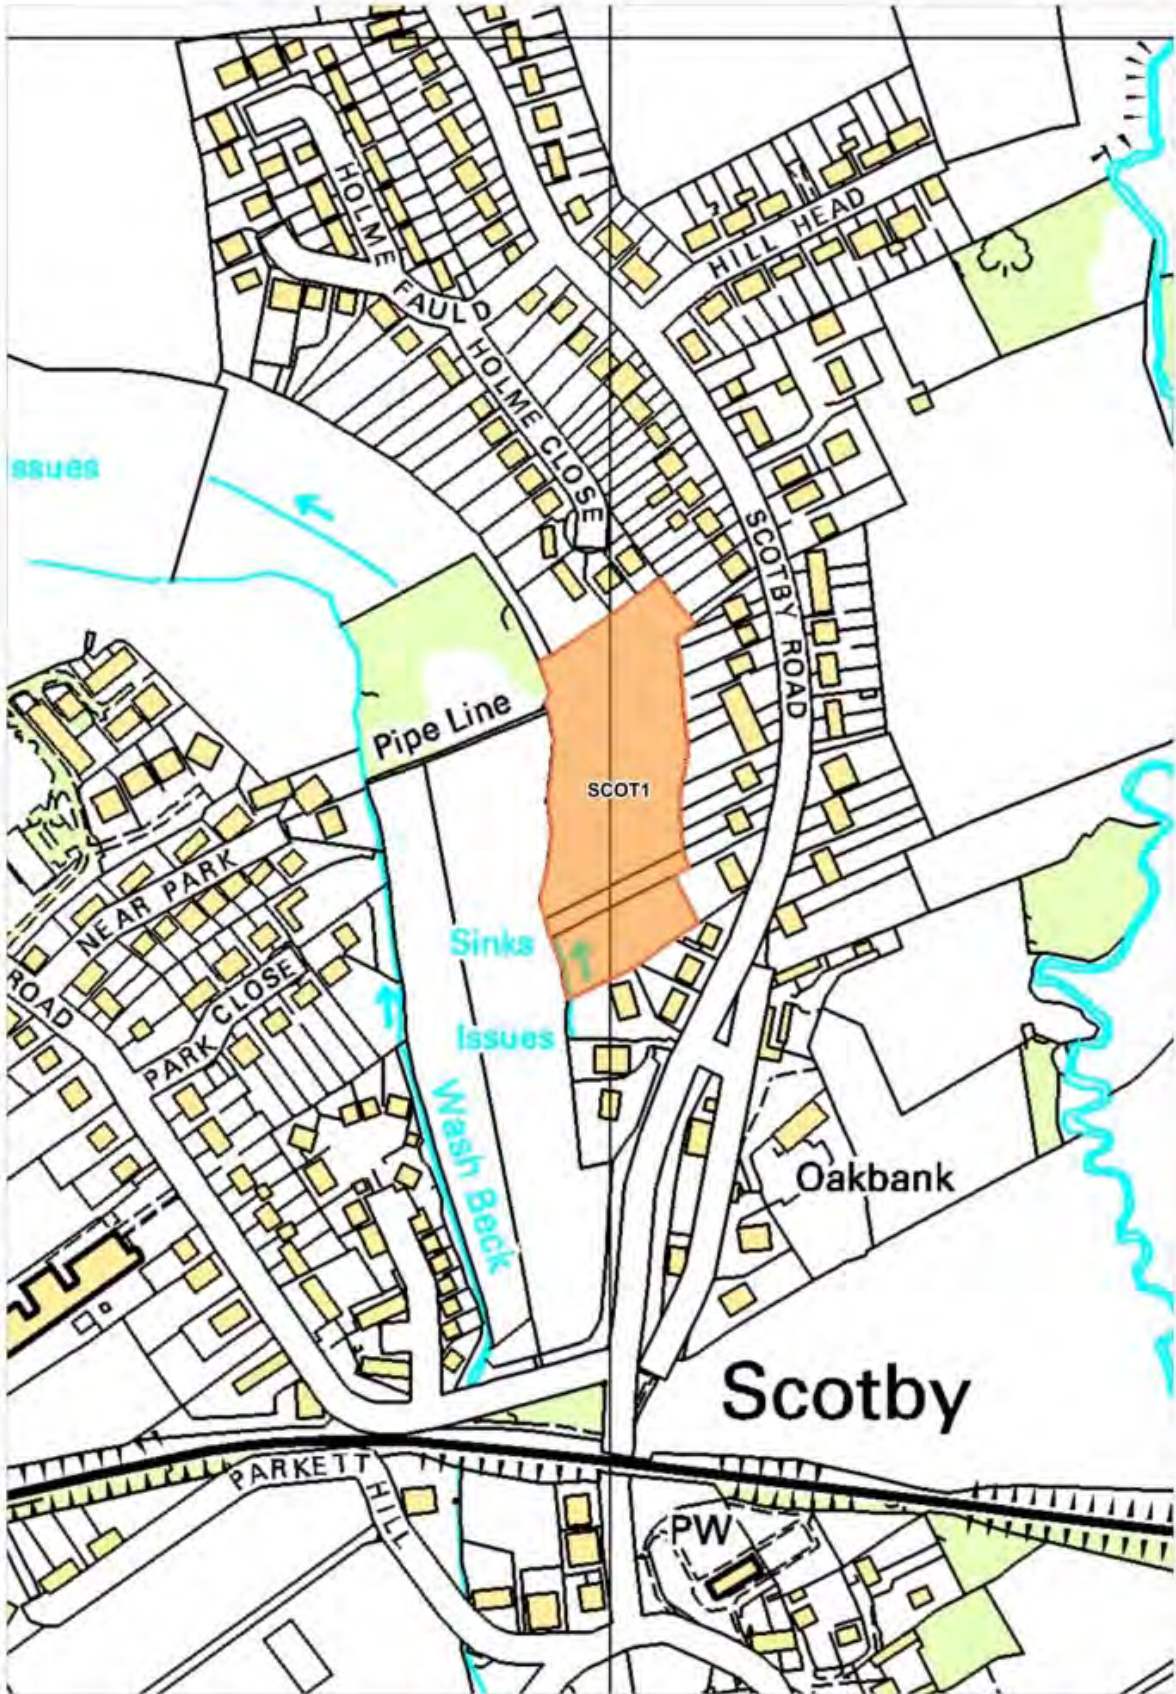 HOLME
FAULD
HILL HEAD
HOLME CLOSE
ssues
SCOTBY ROAD
Pipe Line
SCOT1
NEAR PARK
Sinks
ROAD
PARK CLOSE
Issues
Wash Beck
Oakbank
Scotby
PARKETT
HILL
PW